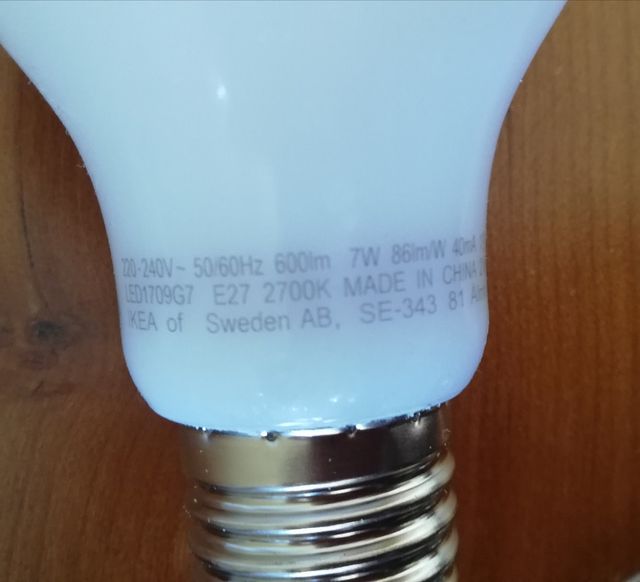 220-240V~ 50/60Hz 600lm 7W 86lm/W 40mA
LED1709G7 E27 2700K MADE IN CHINA
IKEA of Sweden AB, SE-343 81